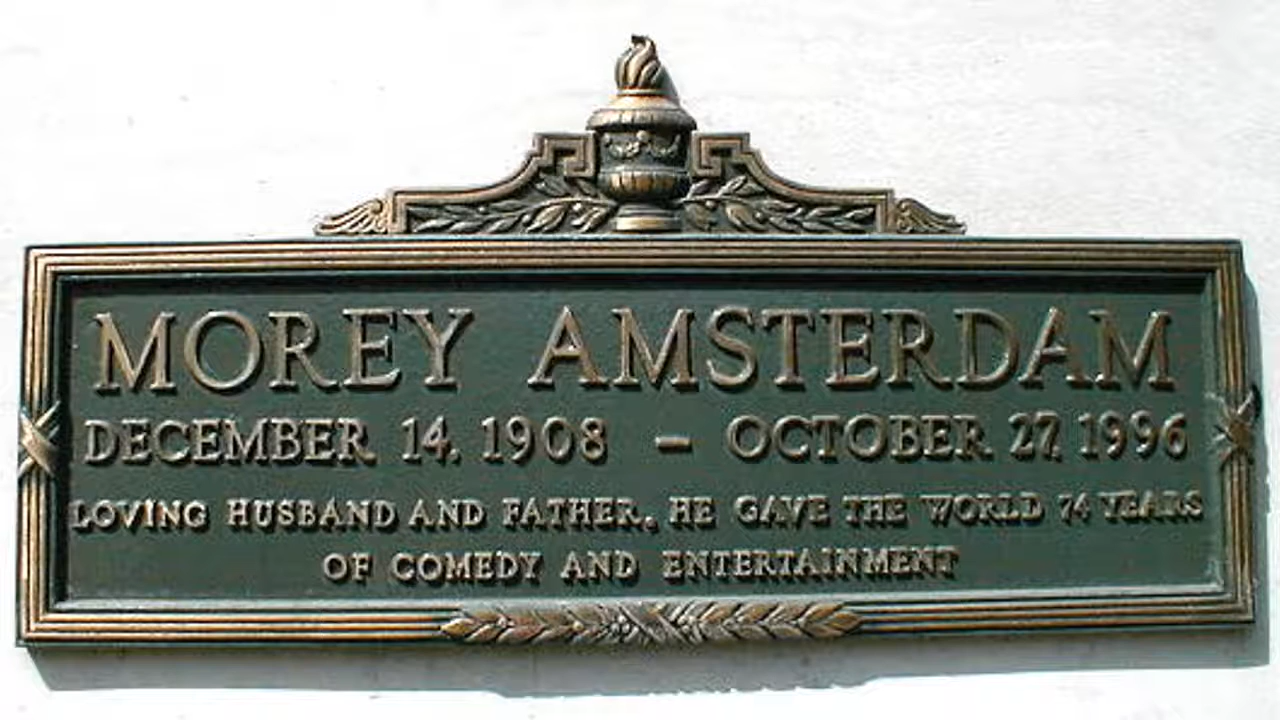 MOREY AMSTERDAM
DECEMBER 14, 1908 – OCTOBER 27, 1996
LOVING HUSBAND AND FATHER, HE GAVE THE WORLD 74 YEARS
OF COMEDY AND ENTERTAINMENT